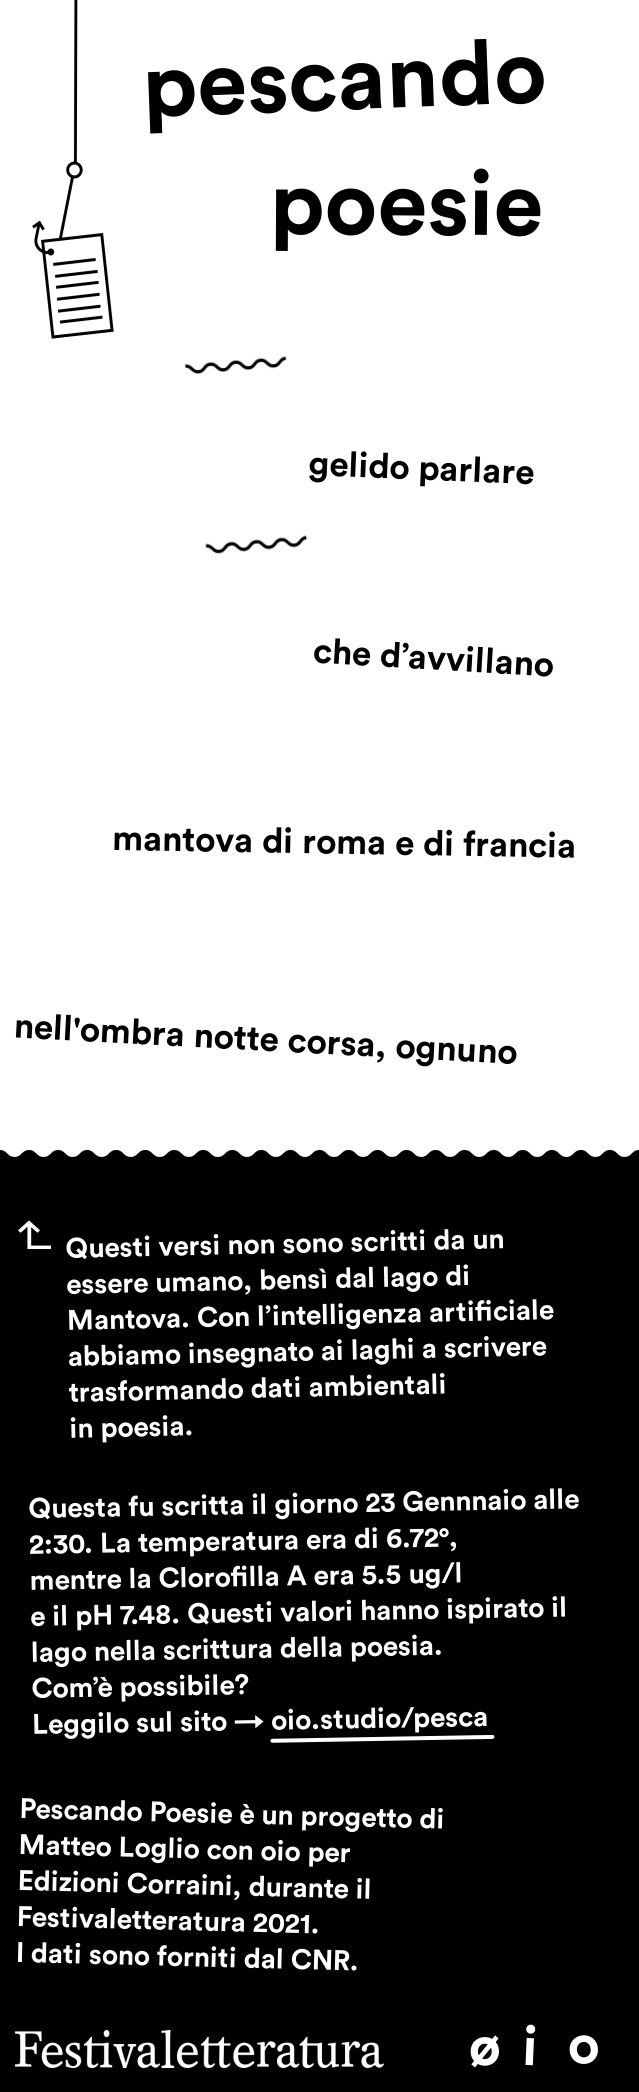 pescando
poesie
gelido parlare
che d’avvillano
mantova di roma e di francia
nell'ombra notte corsa, ognuno
Questi versi non sono scritti da un
essere umano, bensì dal lago di
Mantova. Con l’intelligenza artificiale
abbiamo insegnato ai laghi a scrivere
trasformando dati ambientali
in poesia.
Questa fu scritta il giorno 23 Gennnaio alle
2:30. La temperatura era di 6.72°,
mentre la Clorofilla A era 5.5 ug/l
e il pH 7.48. Questi valori hanno ispirato il
lago nella scrittura della poesia.
Com’è possibile?
Leggilo sul sito → oio.studio/pesca
Pescando Poesie è un progetto di
Matteo Loglio con oio per
Edizioni Corraini, durante il
Festivaletteratura 2021.
I dati sono forniti dal CNR.
Festivaletteratura ø i o